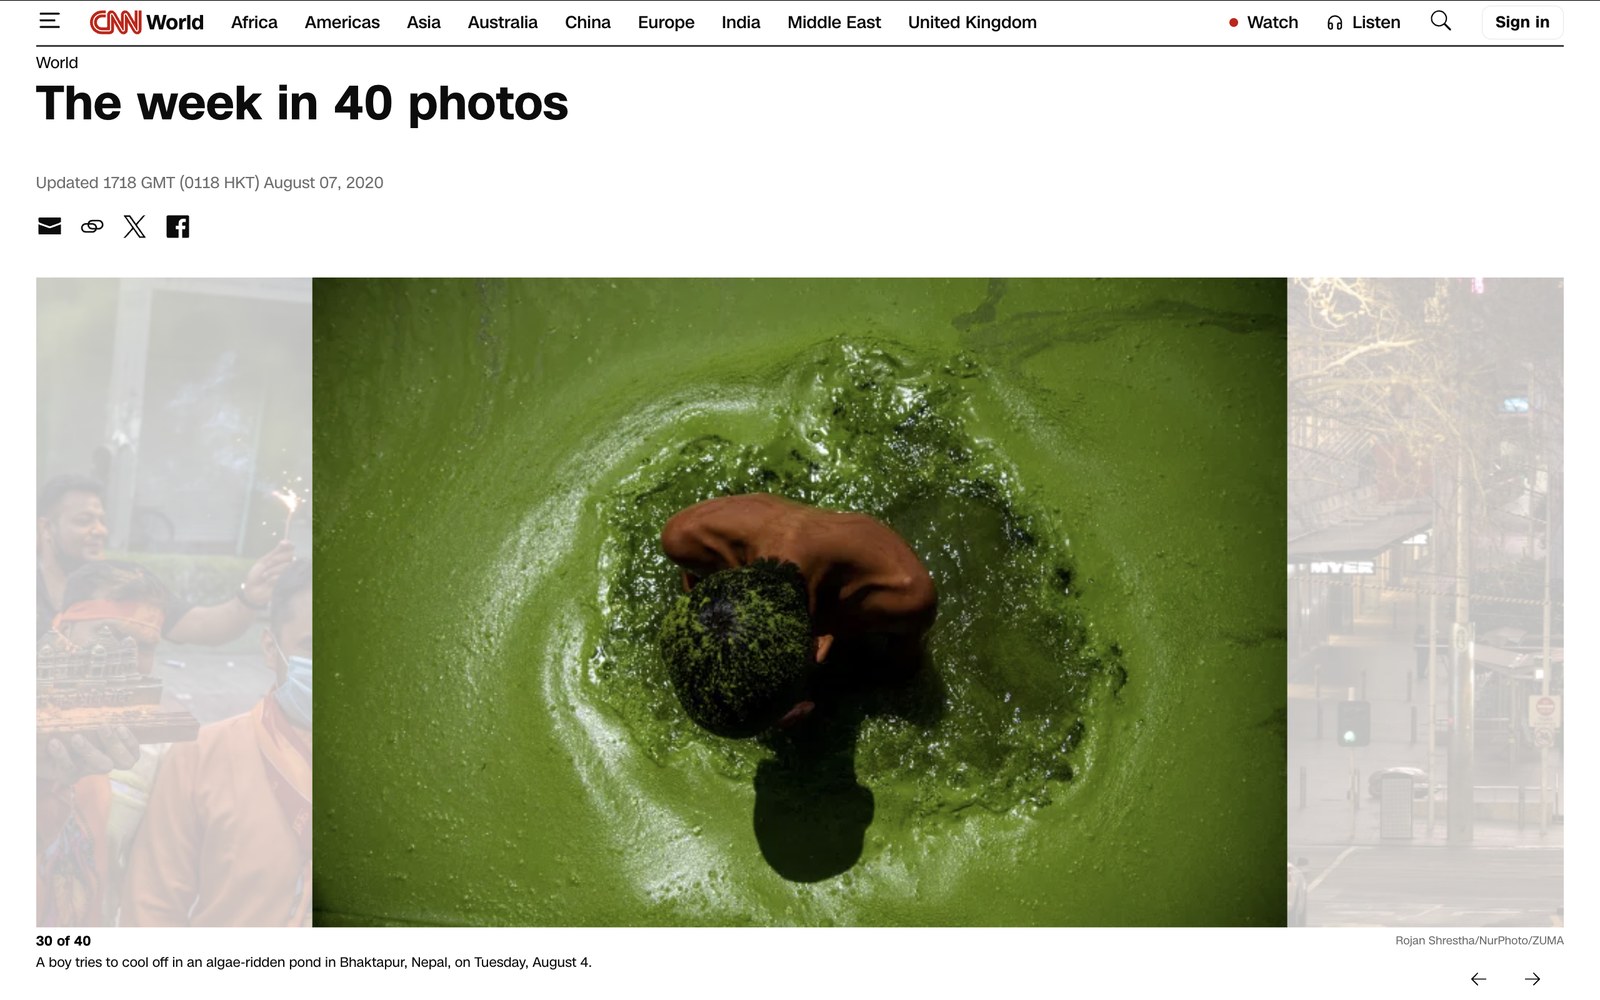 CNN World Africa Americas Asia Australia China Europe India Middle East United Kingdom Watch Listen Sign in
World
The week in 40 photos
Updated 1718 GMT (0118 HKT) August 07, 2020
MYER
30 of 40
Rojan Shrestha/NurPhoto/ZUMA
A boy tries to cool off in an algae-ridden pond in Bhaktapur, Nepal, on Tuesday, August 4.